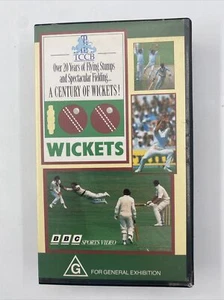 TCCB
Over 20 Years of Flying Stumps
and Spectacular Fielding...
A CENTURY OF WICKETS!
100
WICKETS
BBC SPORTS VIDEO
G FOR GENERAL EXHIBITION